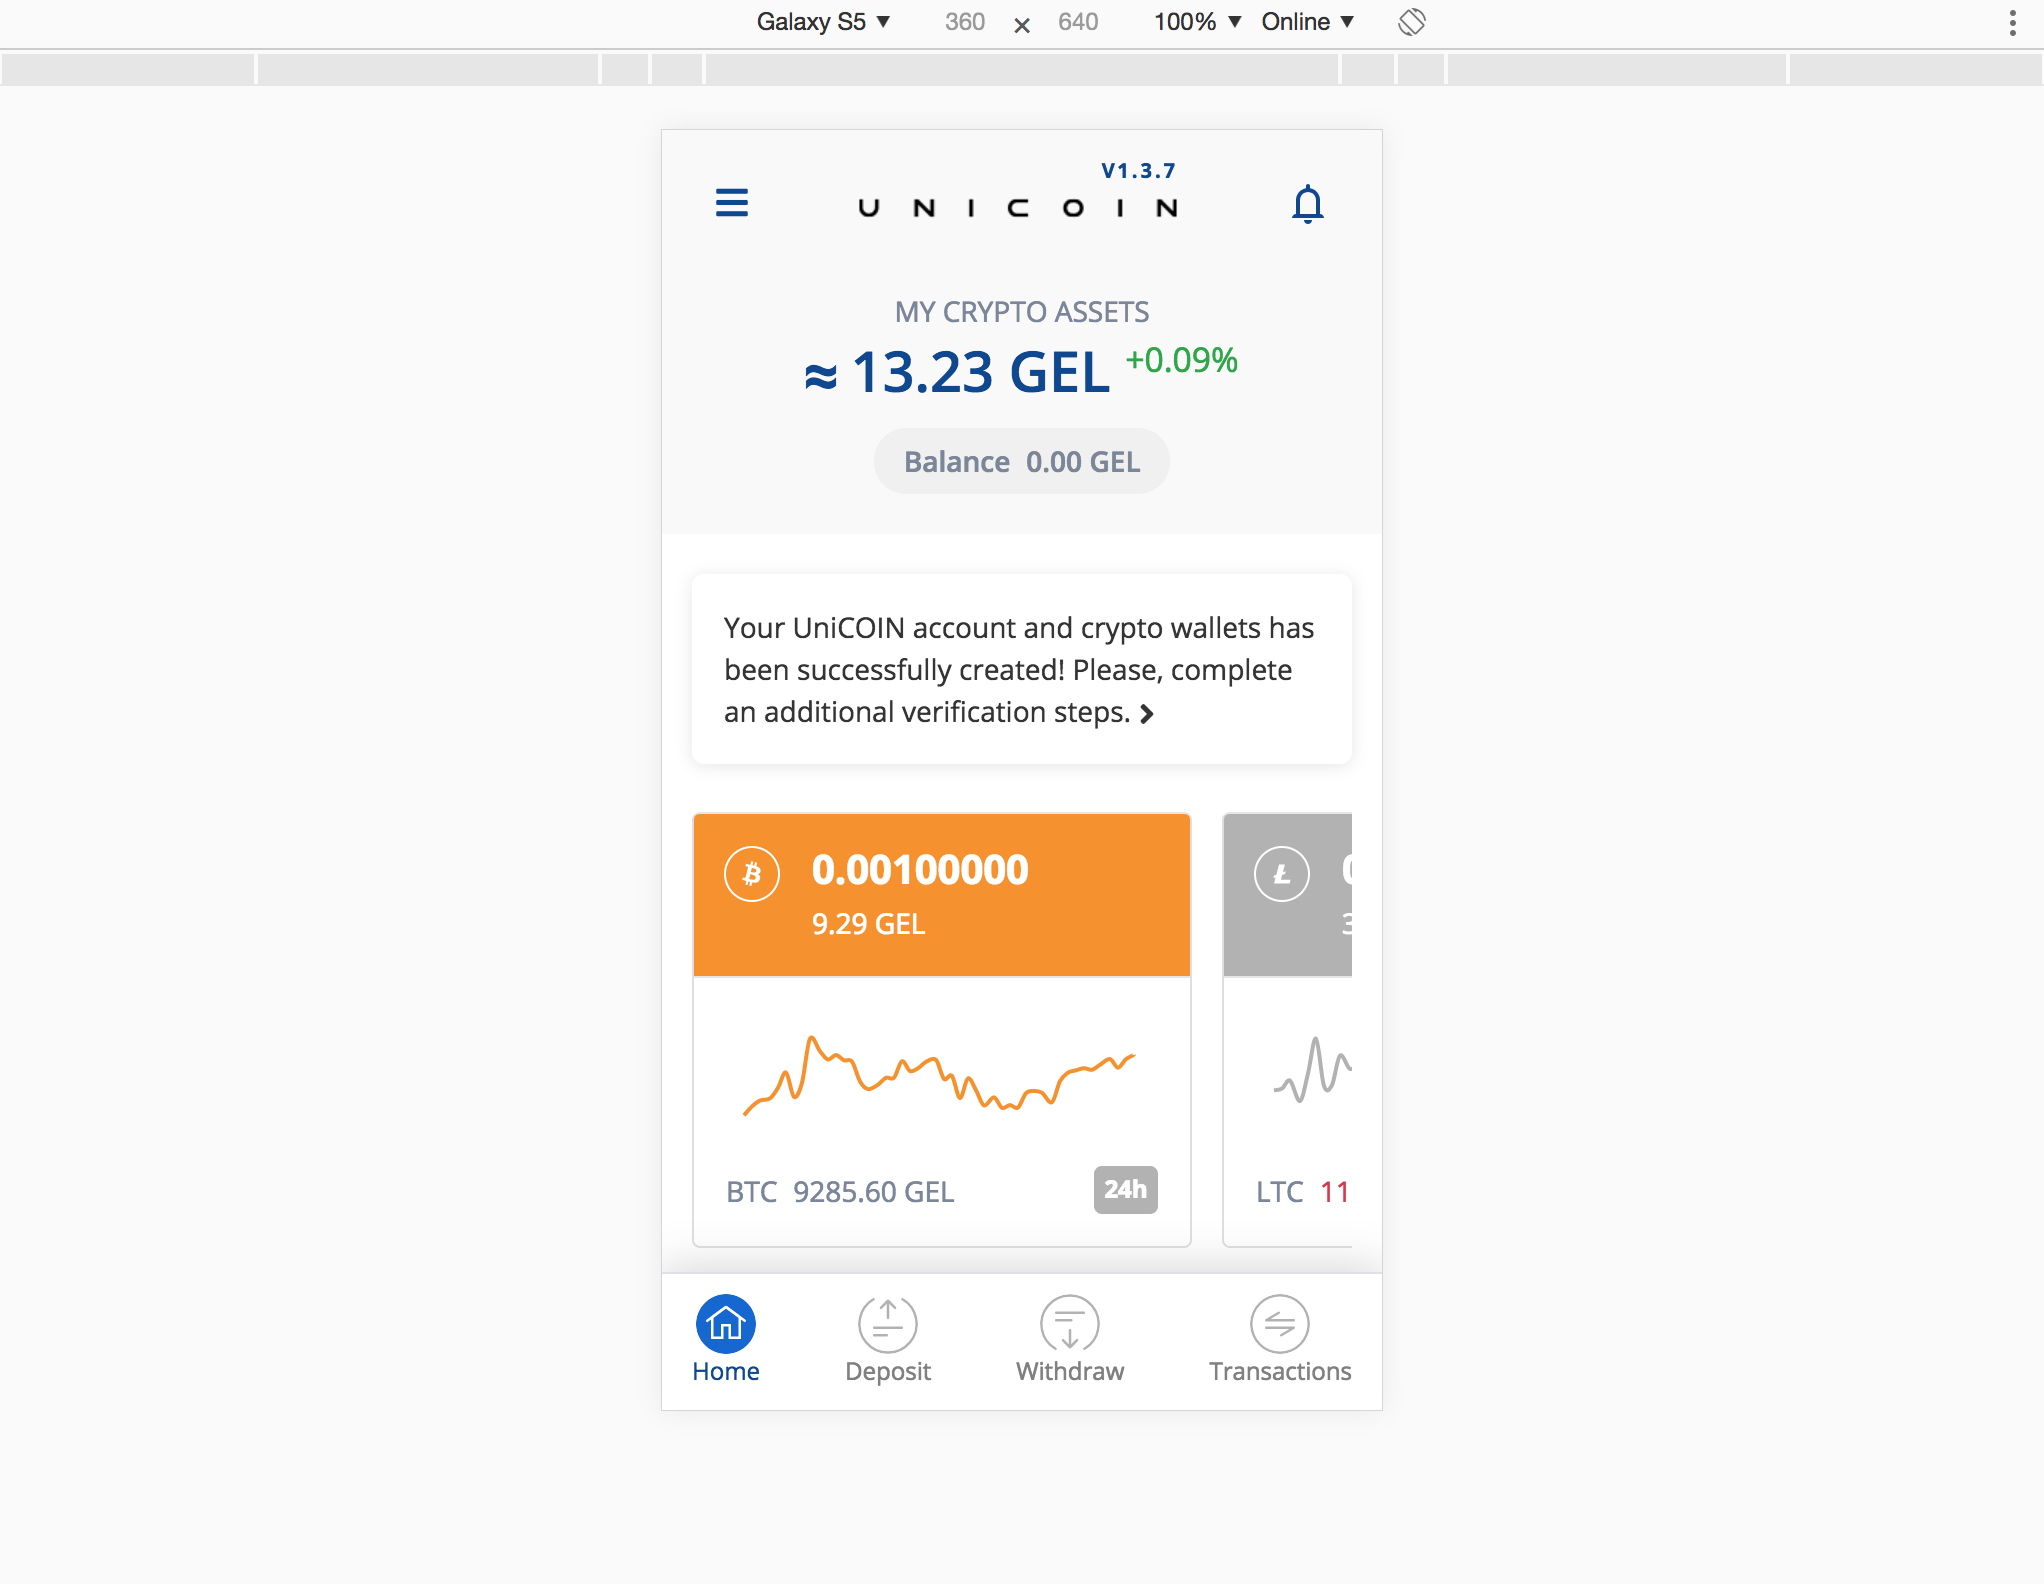 Galaxy S5 ▼ 360 × 640 100% ▼ Online ▼
V1.3.7
UNICOIN
MY CRYPTO ASSETS
≈ 13.23 GEL +0.09%
Balance 0.00 GEL
Your UniCOIN account and crypto wallets has
been successfully created! Please, complete
an additional verification steps.
0.00100000
9.29 GEL
BTC 9285.60 GEL
24h
LTC 11
Home Deposit Withdraw Transactions